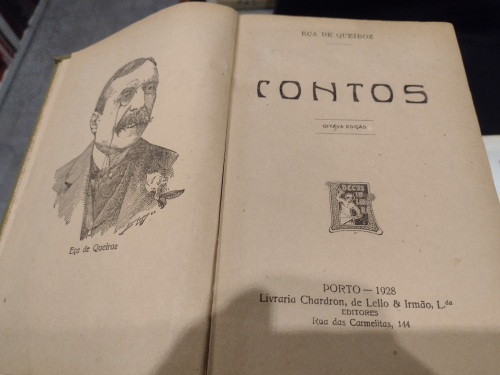 Eça de Queiroz
EÇA DE QUEIROZ
CONTOS
OITAVA EDIÇÃO
PORTO — 1928
Livraria Chardron, de Lello & Irmão, L.da
EDITORES
Rua das Carmelitas, 144